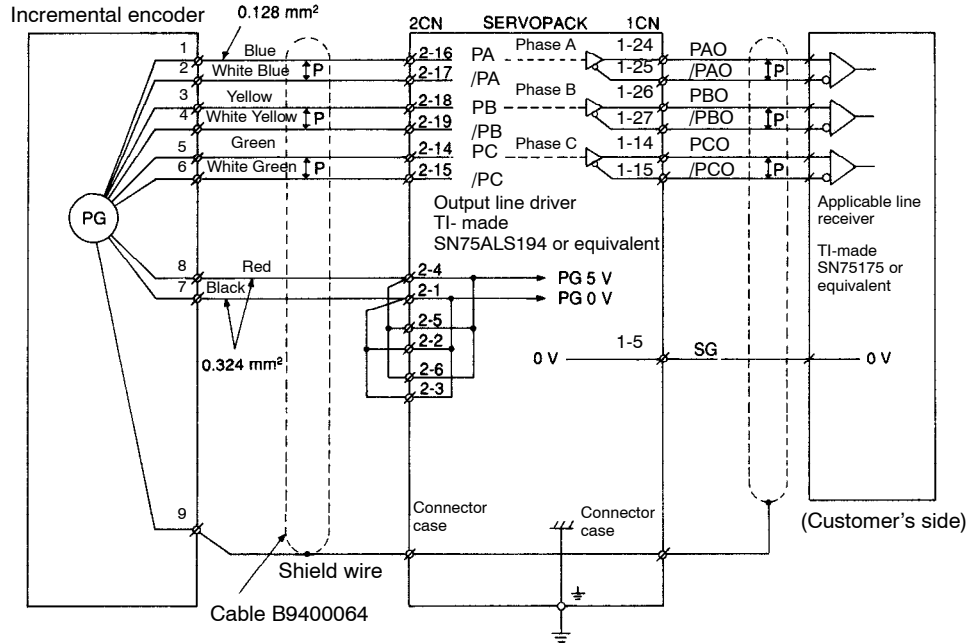 Incremental encoder
0.128 mm²
2CN SERVOPACK 1CN
1 Blue 2-16 PA Phase A 1-24 PAO
2 White Blue P 2-17 /PA 1-25 /PAO P
3 Yellow 2-18 PB Phase B 1-26 PBO
4 White Yellow P 2-19 /PB 1-27 /PBO P
5 Green 2-14 PC Phase C 1-14 PCO
6 White Green P 2-15 /PC 1-15 /PCO P
PG
Output line driver
TI- made
SN75ALS194 or equivalent
Applicable line
receiver
TI-made
SN75175 or
equivalent
8 Red 2-4 PG 5 V
7 Black 2-1 PG 0 V
2-5
2-2
0.324 mm²
2-6
2-3
0 V 1-5 SG 0 V
9
Connector
case
Connector
case
(Customer's side)
Shield wire
Cable B9400064